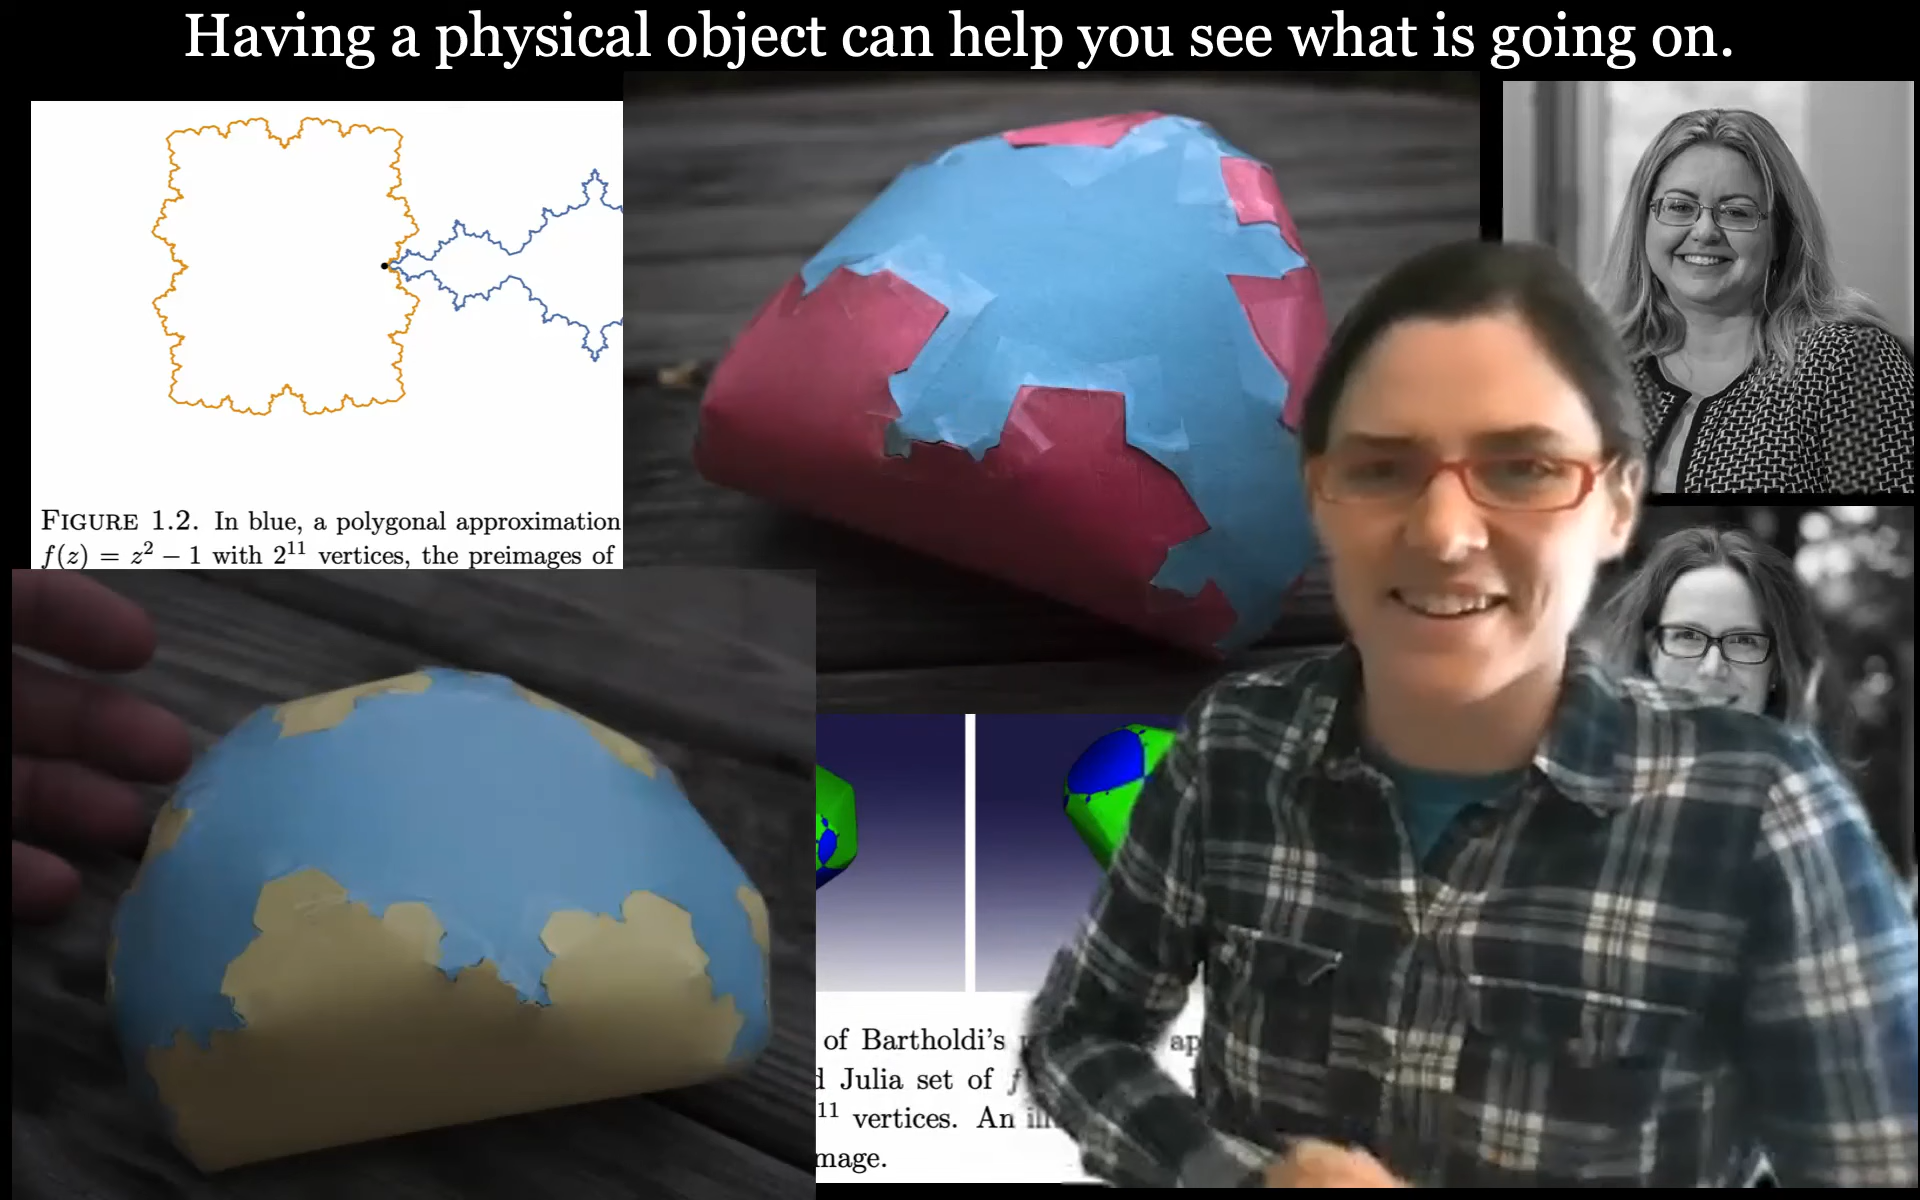 Having a physical object can help you see what is going on.
FIGURE 1.2. In blue, a polygonal approximation
f(z) = z² − 1 with 2¹¹ vertices, the preimages of
of Bartholdi's
Julia set of f
11 vertices. An
mage.